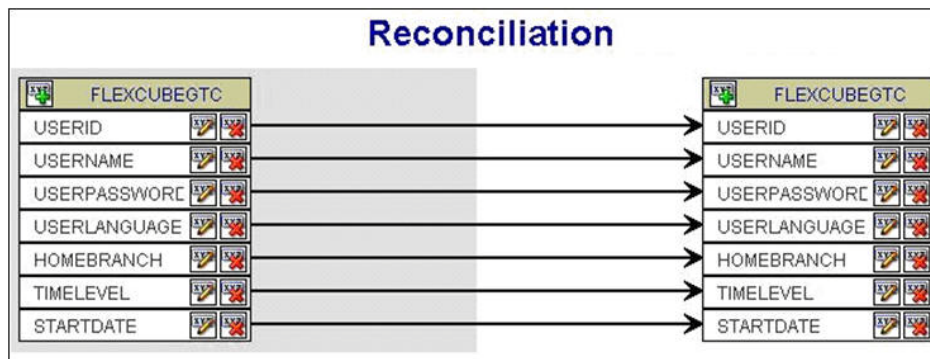 Reconciliation
FLEXCUBEGTC FLEXCUBEGTC
USERID USERID
USERNAME USERNAME
USERPASSWORD USERPASSWORD
USERLANGUAGE USERLANGUAGE
HOMEBRANCH HOMEBRANCH
TIMELEVEL TIMELEVEL
STARTDATE STARTDATE